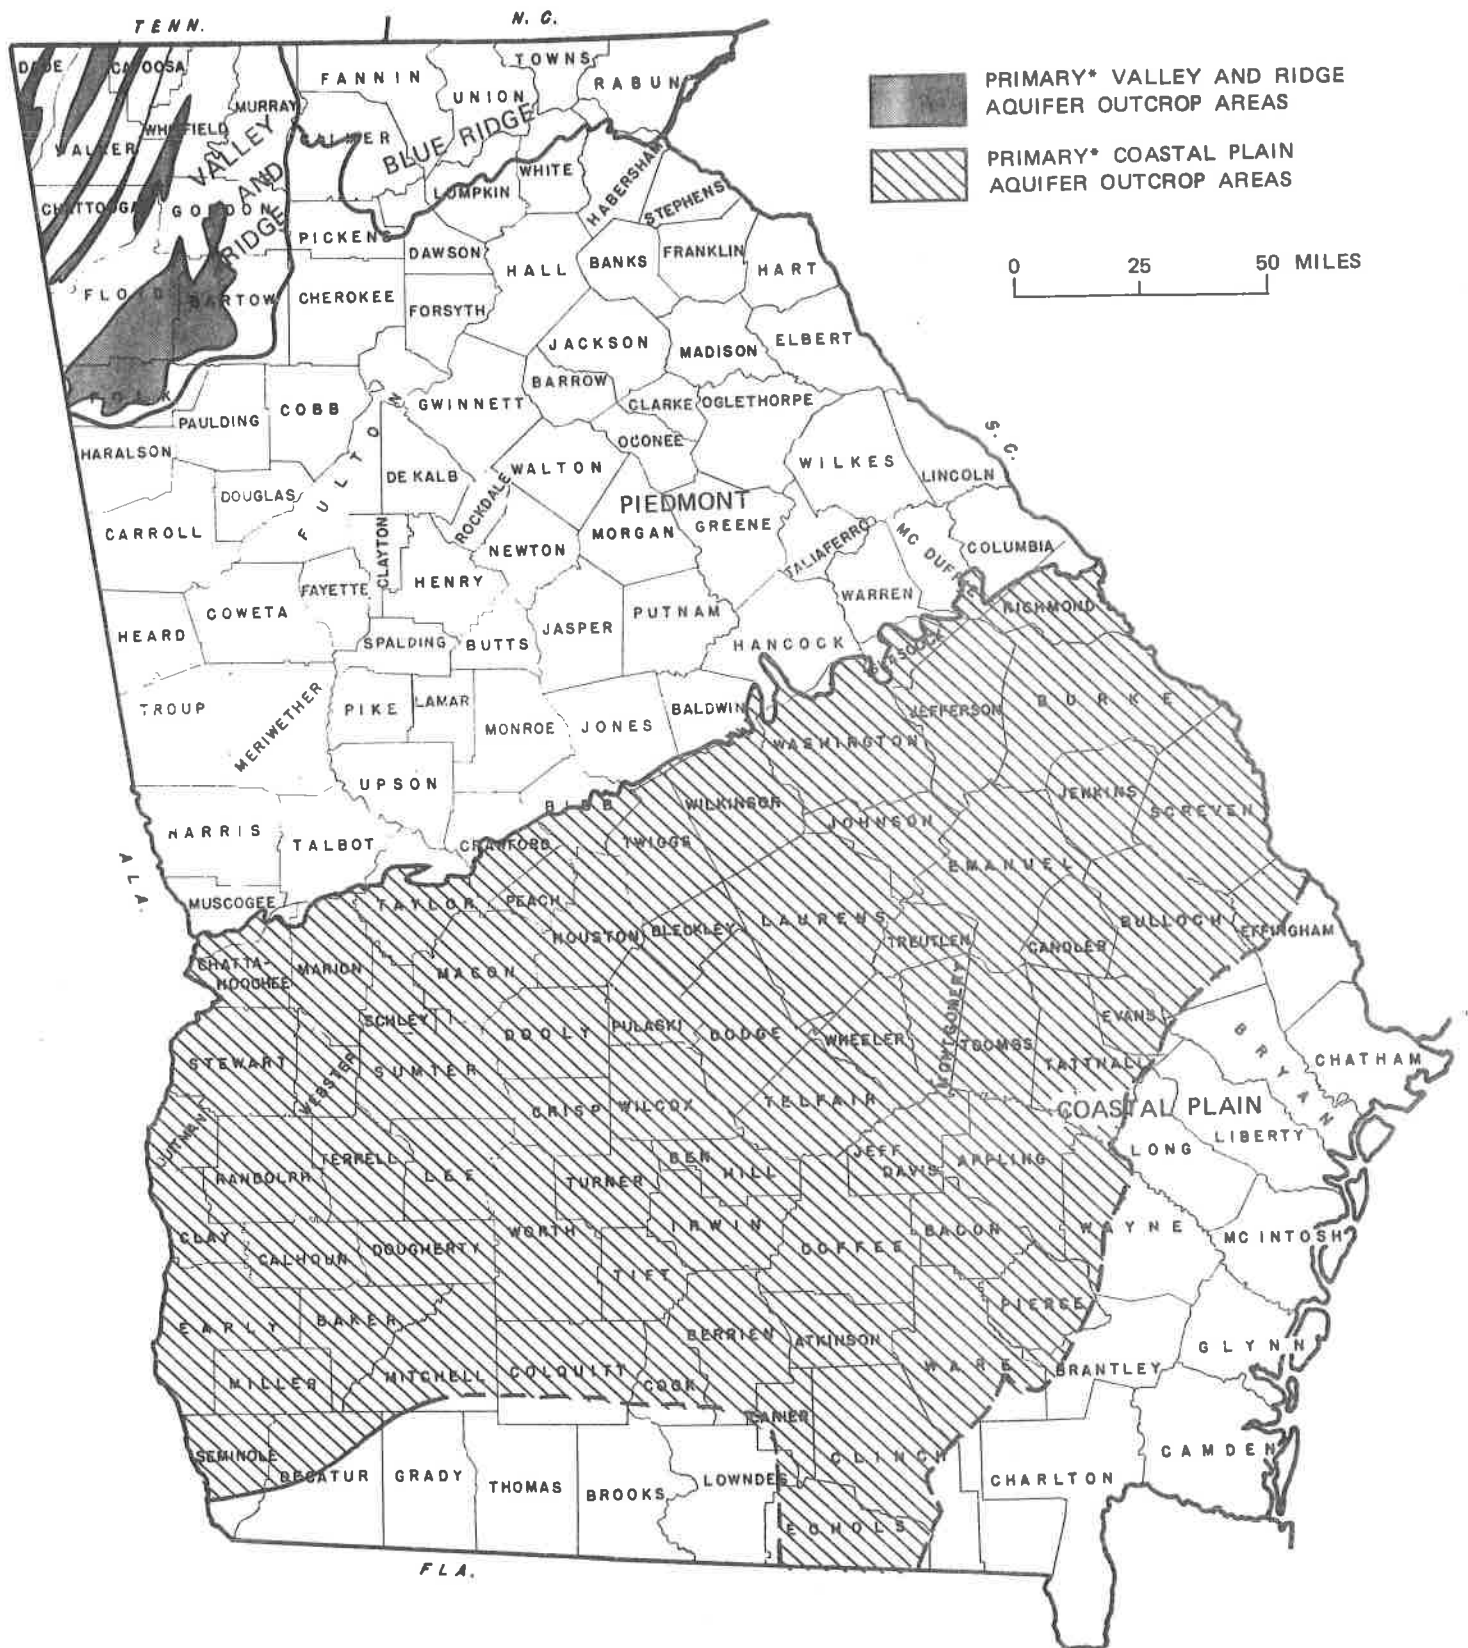 TENN.
N. C.
PRIMARY* VALLEY AND RIDGE
AQUIFER OUTCROP AREAS
PRIMARY* COASTAL PLAIN
AQUIFER OUTCROP AREAS
0 25 50 MILES
DADE
CATOOSA
FANNIN
UNION
TOWNS
RABUN
MURRAY
WHITFIELD
WALKER
VALLEY
AND
RIDGE
BLUE RIDGE
WHITE
HABERSHAM
STEPHENS
LUMPKIN
CHATTOOGA
GORDON
PICKENS
DAWSON
HALL
BANKS
FRANKLIN
HART
FLOYD
BARTOW
CHEROKEE
FORSYTH
JACKSON
MADISON
ELBERT
POLK
PAULDING
COBB
FULTON
GWINNETT
BARROW
CLARKE
OGLETHORPE
OCONEE
S. C.
HARALSON
DOUGLAS
DE KALB
ROCKDALE
WALTON
WILKES
LINCOLN
PIEDMONT
CARROLL
CLAYTON
NEWTON
MORGAN
GREENE
TALIAFERRO
MC DUFFIE
COLUMBIA
FAYETTE
HENRY
WARREN
RICHMOND
HEARD
COWETA
SPALDING
BUTTS
JASPER
PUTNAM
HANCOCK
GLASCOCK
TROUP
MERIWETHER
PIKE
LAMAR
MONROE
JONES
BALDWIN
WASHINGTON
JEFFERSON
BURKE
UPSON
BIBB
WILKINSON
JOHNSON
JENKINS
SCREVEN
HARRIS
TALBOT
CRAWFORD
TWIGGS
EMANUEL
ALA.
MUSCOGEE
TAYLOR
PEACH
HOUSTON
BLECKLEY
LAURENS
TREUTLEN
CANDLER
BULLOCH
EFFINGHAM
CHATTA-
HOOCHEE
MARION
MACON
SCHLEY
DOOLY
PULASKI
DODGE
WHEELER
MONTGOMERY
TOOMBS
EVANS
TATTNALL
BRYAN
CHATHAM
STEWART
WEBSTER
SUMTER
CRISP
WILCOX
TELFAIR
COASTAL PLAIN
LONG
LIBERTY
QUITMAN
RANDOLPH
TERRELL
LEE
TURNER
BEN
HILL
JEFF
DAVIS
APPLING
CLAY
CALHOUN
DOUGHERTY
WORTH
IRWIN
COFFEE
BACON
WAYNE
MC INTOSH
TIFT
EARLY
BAKER
BERRIEN
ATKINSON
PIERCE
WARE
BRANTLEY
GLYNN
MILLER
MITCHELL
COLQUITT
COOK
LANIER
CLINCH
SEMINOLE
DECATUR
GRADY
THOMAS
BROOKS
LOWNDES
ECHOLS
CHARLTON
CAMDEN
FLA.